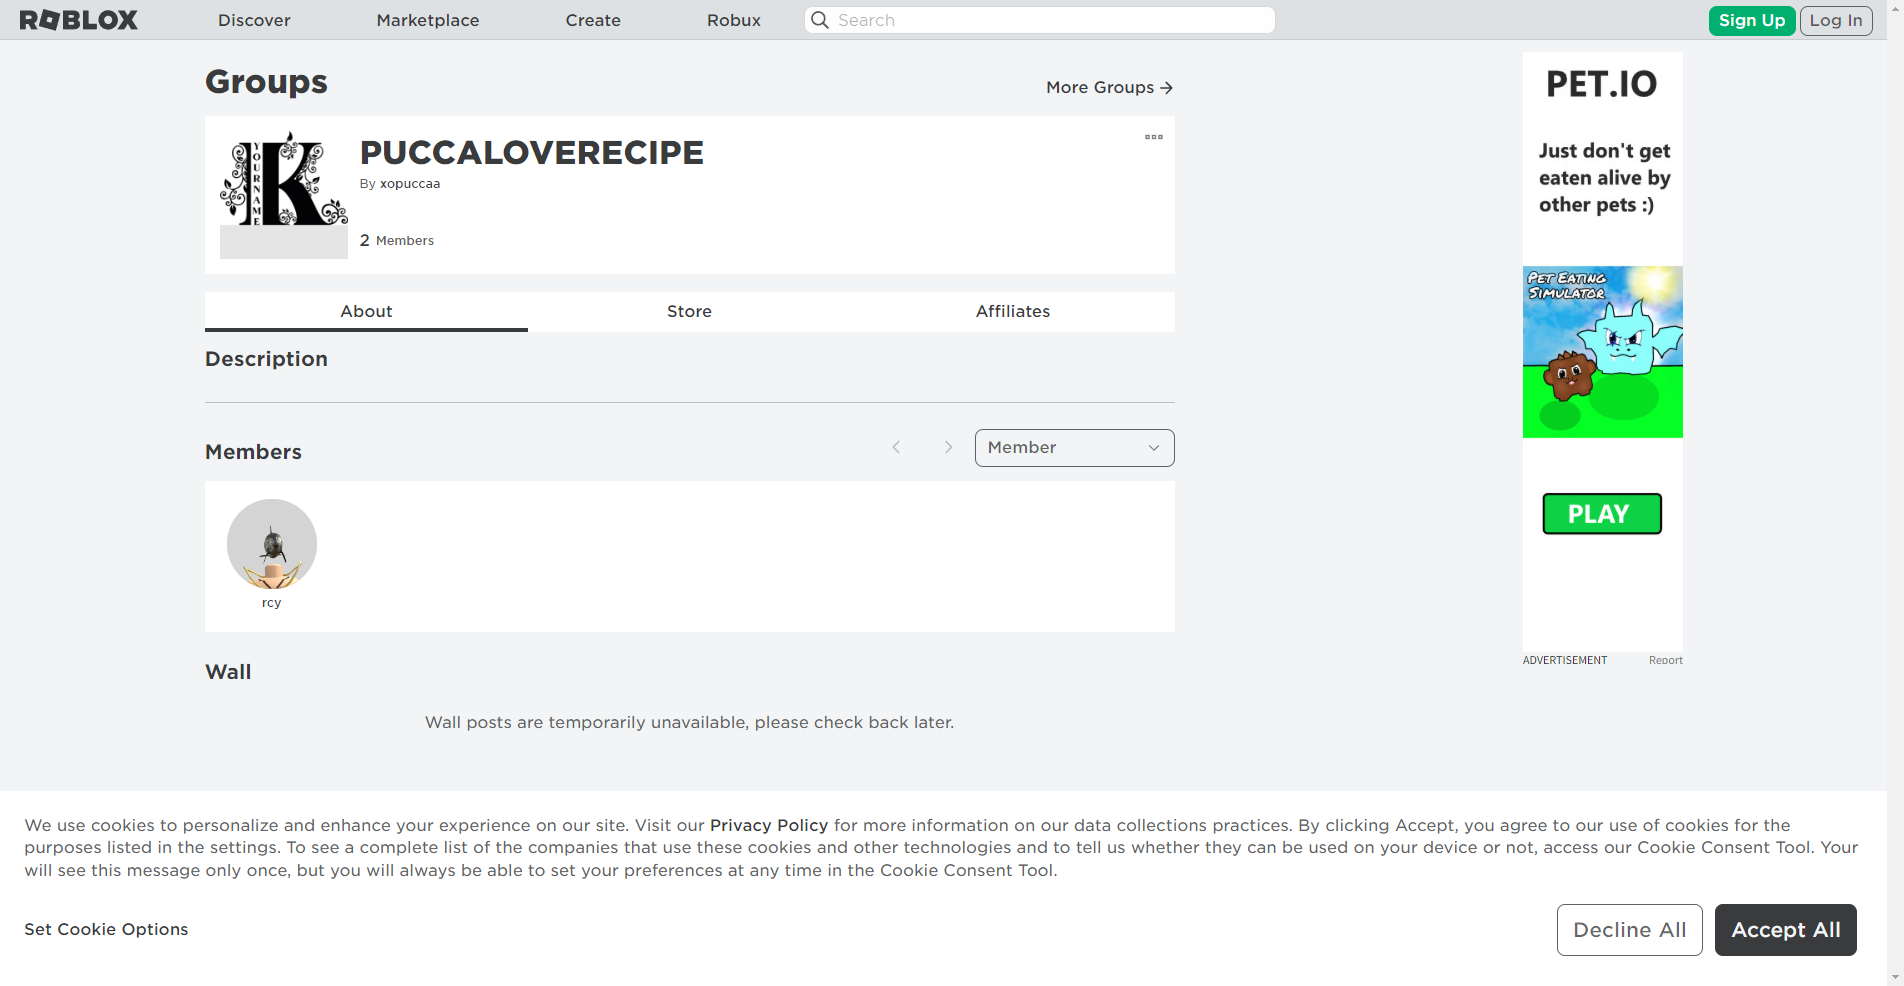 ROBLOX
Discover
Marketplace
Create
Robux
Search
Sign Up
Log In
Groups
More Groups
PUCCALOVERECIPE
By xopuccaa
2 Members
YOURNAME
K
About
Store
Affiliates
Description
Members
Member
rcy
Wall
Wall posts are temporarily unavailable, please check back later.
PET.IO
Just don't get
eaten alive by
other pets :)
PET EATING
SIMULATOR
PLAY
ADVERTISEMENT
Report
We use cookies to personalize and enhance your experience on our site. Visit our Privacy Policy for more information on our data collections practices. By clicking Accept, you agree to our use of cookies for the
purposes listed in the settings. To see a complete list of the companies that use these cookies and other technologies and to tell us whether they can be used on your device or not, access our Cookie Consent Tool. Your
will see this message only once, but you will always be able to set your preferences at any time in the Cookie Consent Tool.
Set Cookie Options
Decline All
Accept All